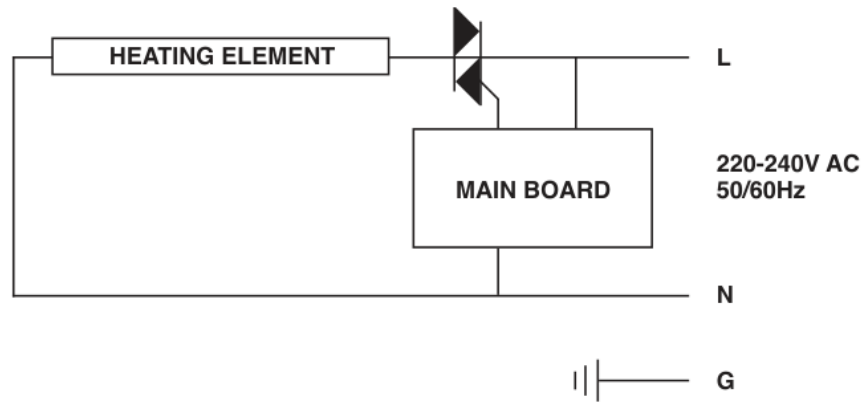 HEATING ELEMENT
L
MAIN BOARD
220-240V AC
50/60Hz
N
G